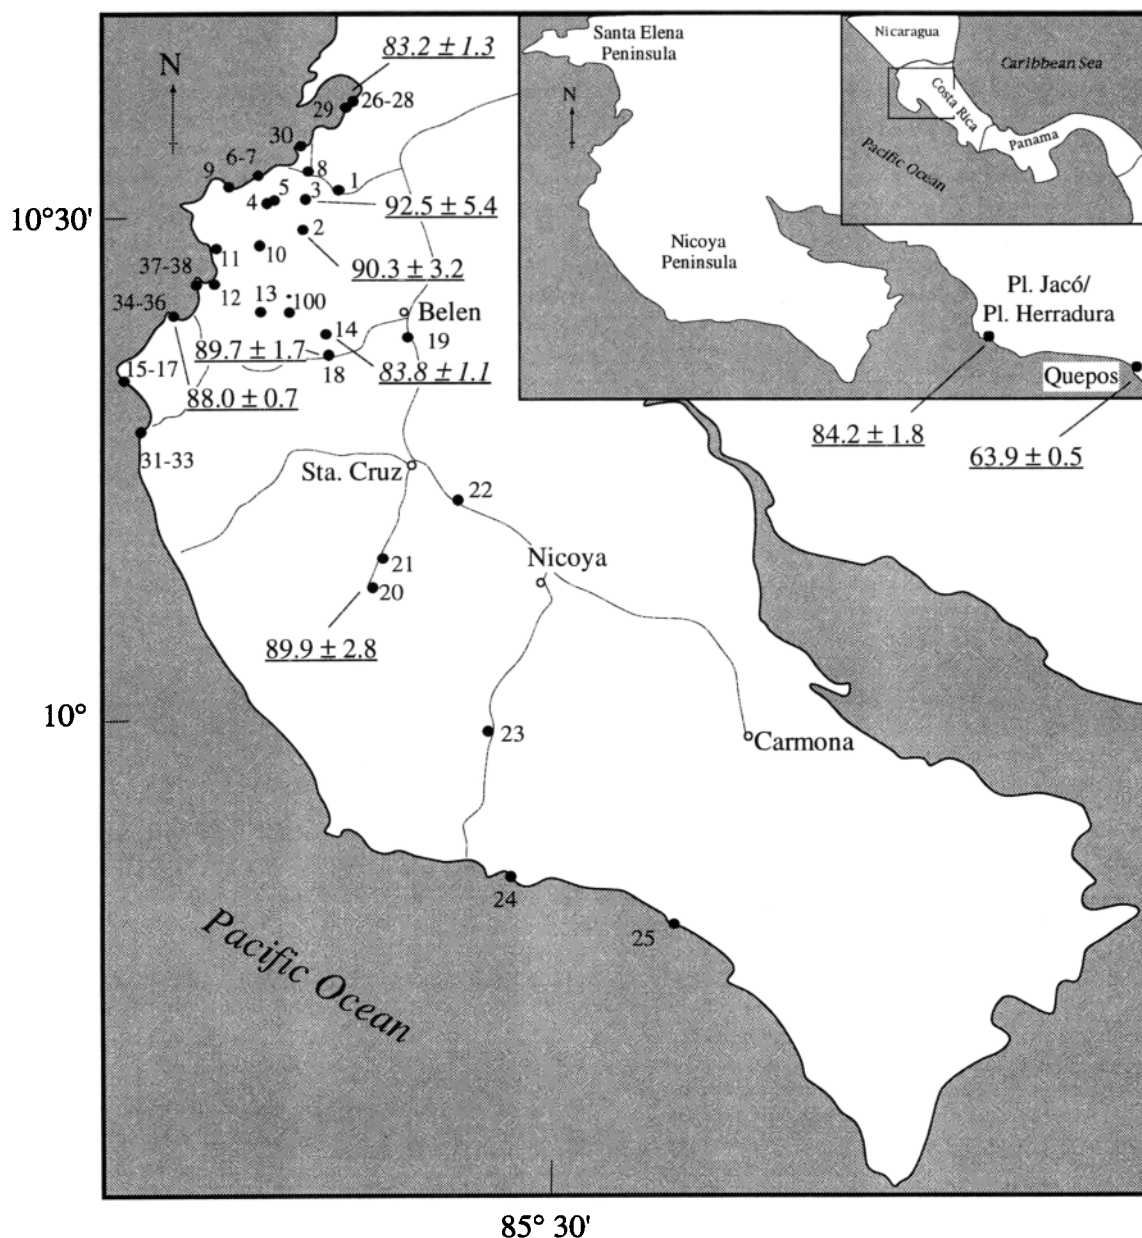 83.2 ± 1.3
Santa Elena
Peninsula
Nicaragua
Caribbean Sea
N
N
29
26-28
Costa Rica
30
6-7
8
1
Panama
9
5
3
4
92.5 ± 5.4
Pacific Ocean
10°30'
2
11
10
Nicoya
Peninsula
90.3 ± 3.2
37-38
12
Pl. Jacó/
Pl. Herradura
34-36
13
100
Belen
14
19
89.7 ± 1.7
18
83.8 ± 1.1
15-17
Quepos
88.0 ± 0.7
84.2 ± 1.8
63.9 ± 0.5
31-33
Sta. Cruz
22
21
Nicoya
20
89.9 ± 2.8
10°
23
Carmona
24
25
Pacific Ocean
85° 30'